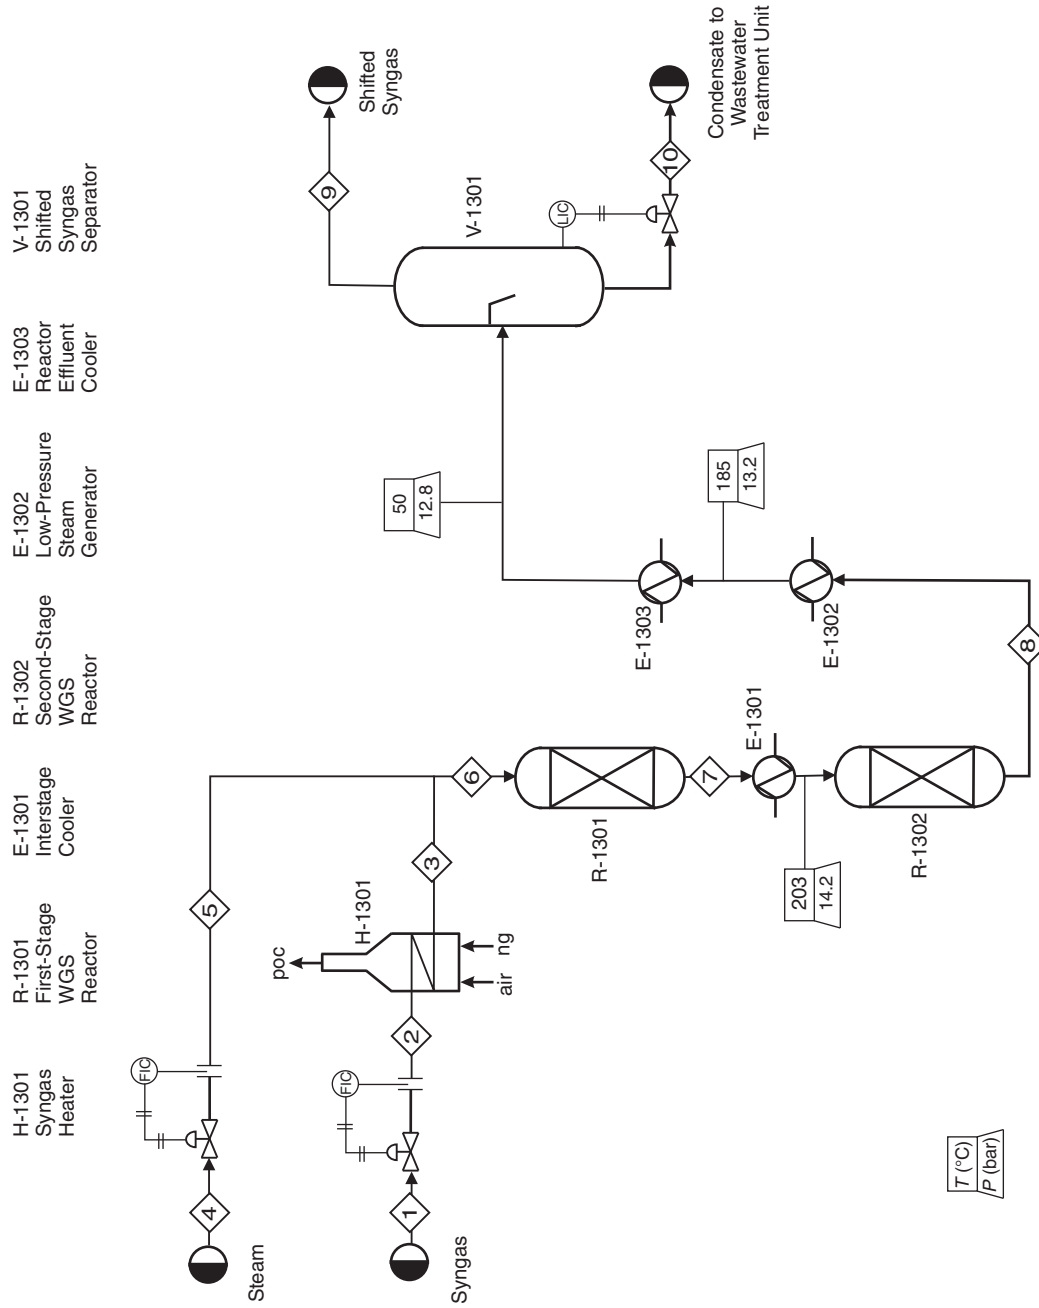 H-1301
Syngas
Heater
R-1301
First-Stage
WGS
Reactor
E-1301
Interstage
Cooler
R-1302
Second-Stage
WGS
Reactor
E-1302
Low-Pressure
Steam
Generator
E-1303
Reactor
Effluent
Cooler
V-1301
Shifted
Syngas
Separator
Steam
4
FIC
5
Syngas
1
FIC
2
poc
H-1301
air
ng
3
6
R-1301
7
E-1301
203
14.2
R-1302
8
E-1302
185
13.2
E-1303
50
12.8
V-1301
LIC
9
Shifted
Syngas
10
Condensate to
Wastewater
Treatment Unit
T (°C)
P (bar)